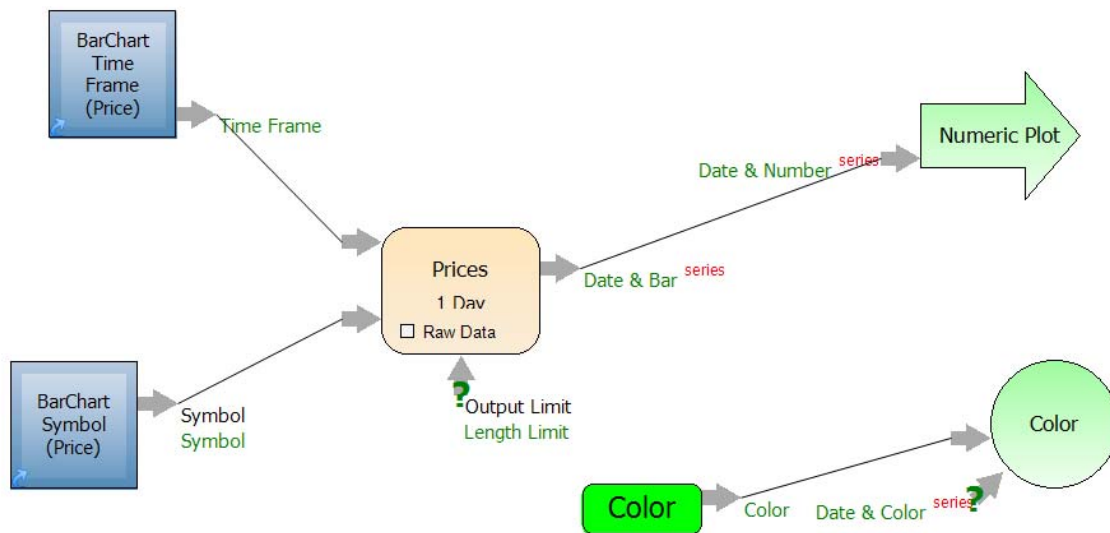 BarChart
Time
Frame
(Price)
Time Frame
Numeric Plot
Date & Number series
Prices
1 Day
Raw Data
Date & Bar series
BarChart
Symbol
(Price)
Symbol
Symbol
?
Output Limit
Length Limit
Color
Color
Color
Date & Color series
?